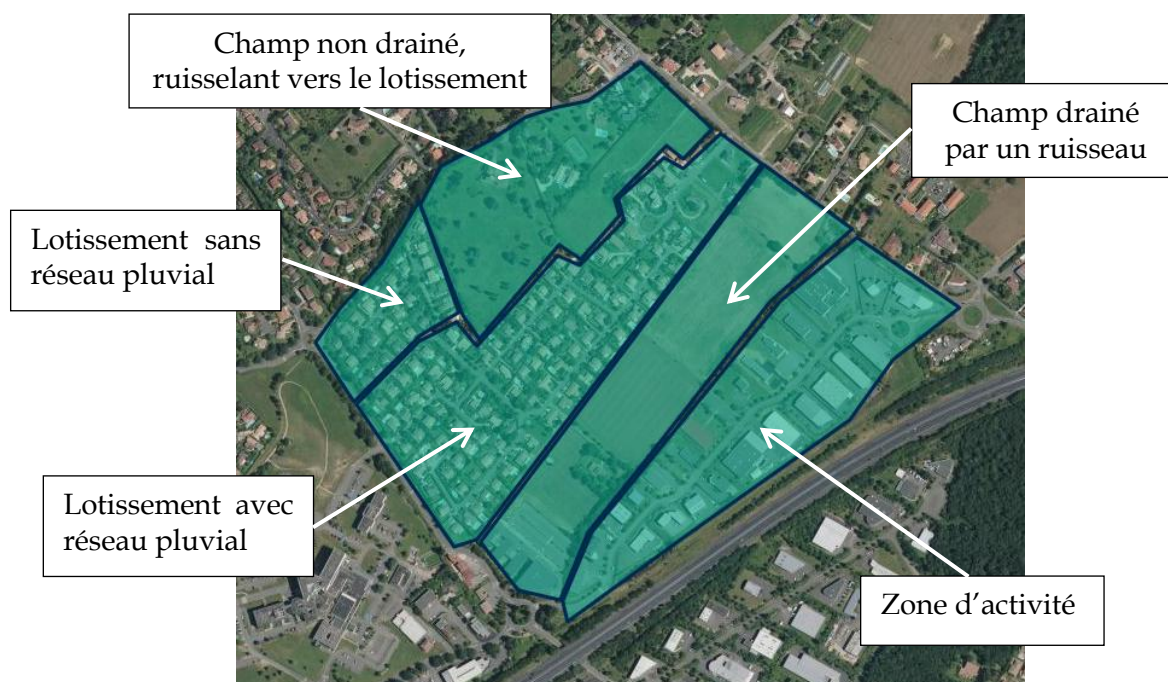 Champ non drainé,
ruisselant vers le lotissement
Champ drainé
par un ruisseau
Lotissement sans
réseau pluvial
Lotissement avec
réseau pluvial
Zone d'activité